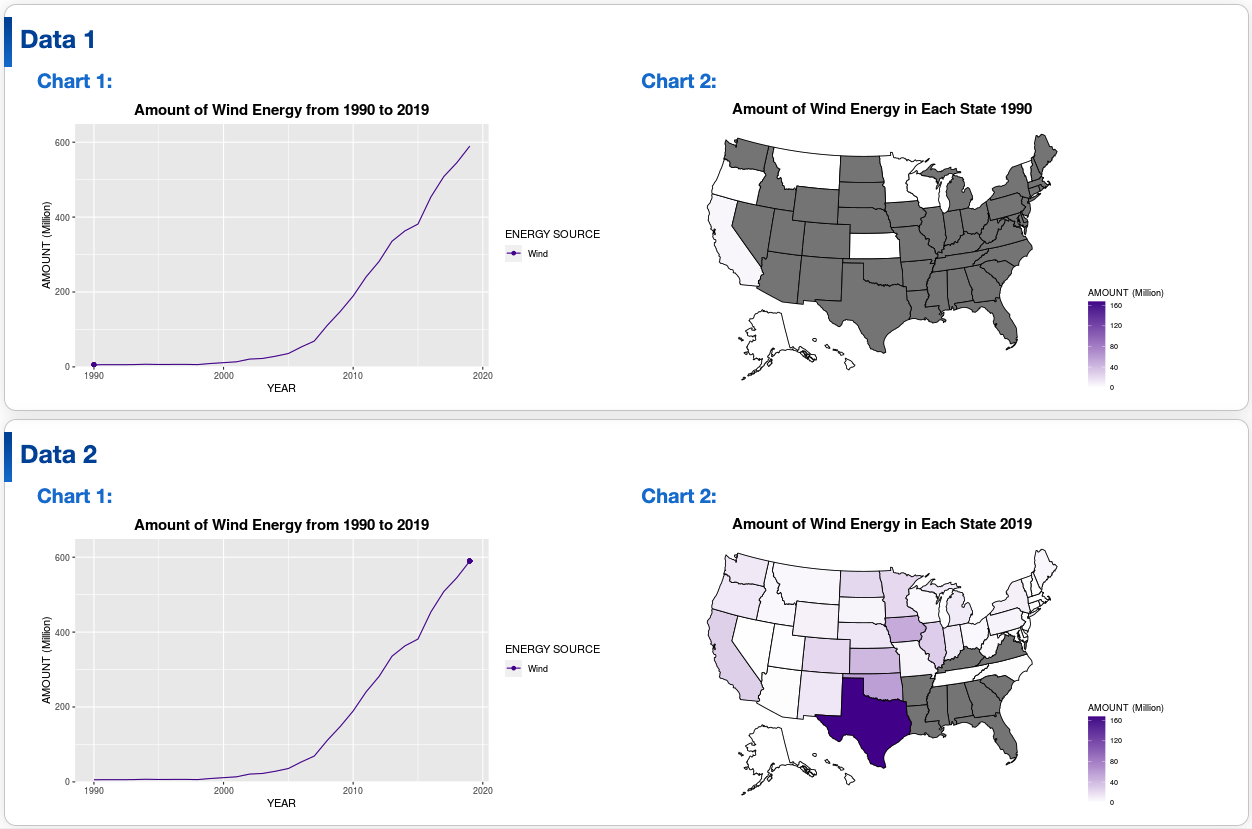 Data 1
Chart 1:
Amount of Wind Energy from 1990 to 2019
600
400
200
0
AMOUNT (Million)
1990
2000
2010
2020
YEAR
ENERGY SOURCE
Wind
Chart 2:
Amount of Wind Energy in Each State 1990
AMOUNT (Million)
160
120
80
40
0
Data 2
Chart 1:
Amount of Wind Energy from 1990 to 2019
600
400
200
0
AMOUNT (Million)
1990
2000
2010
2020
YEAR
ENERGY SOURCE
Wind
Chart 2:
Amount of Wind Energy in Each State 2019
AMOUNT (Million)
160
120
80
40
0